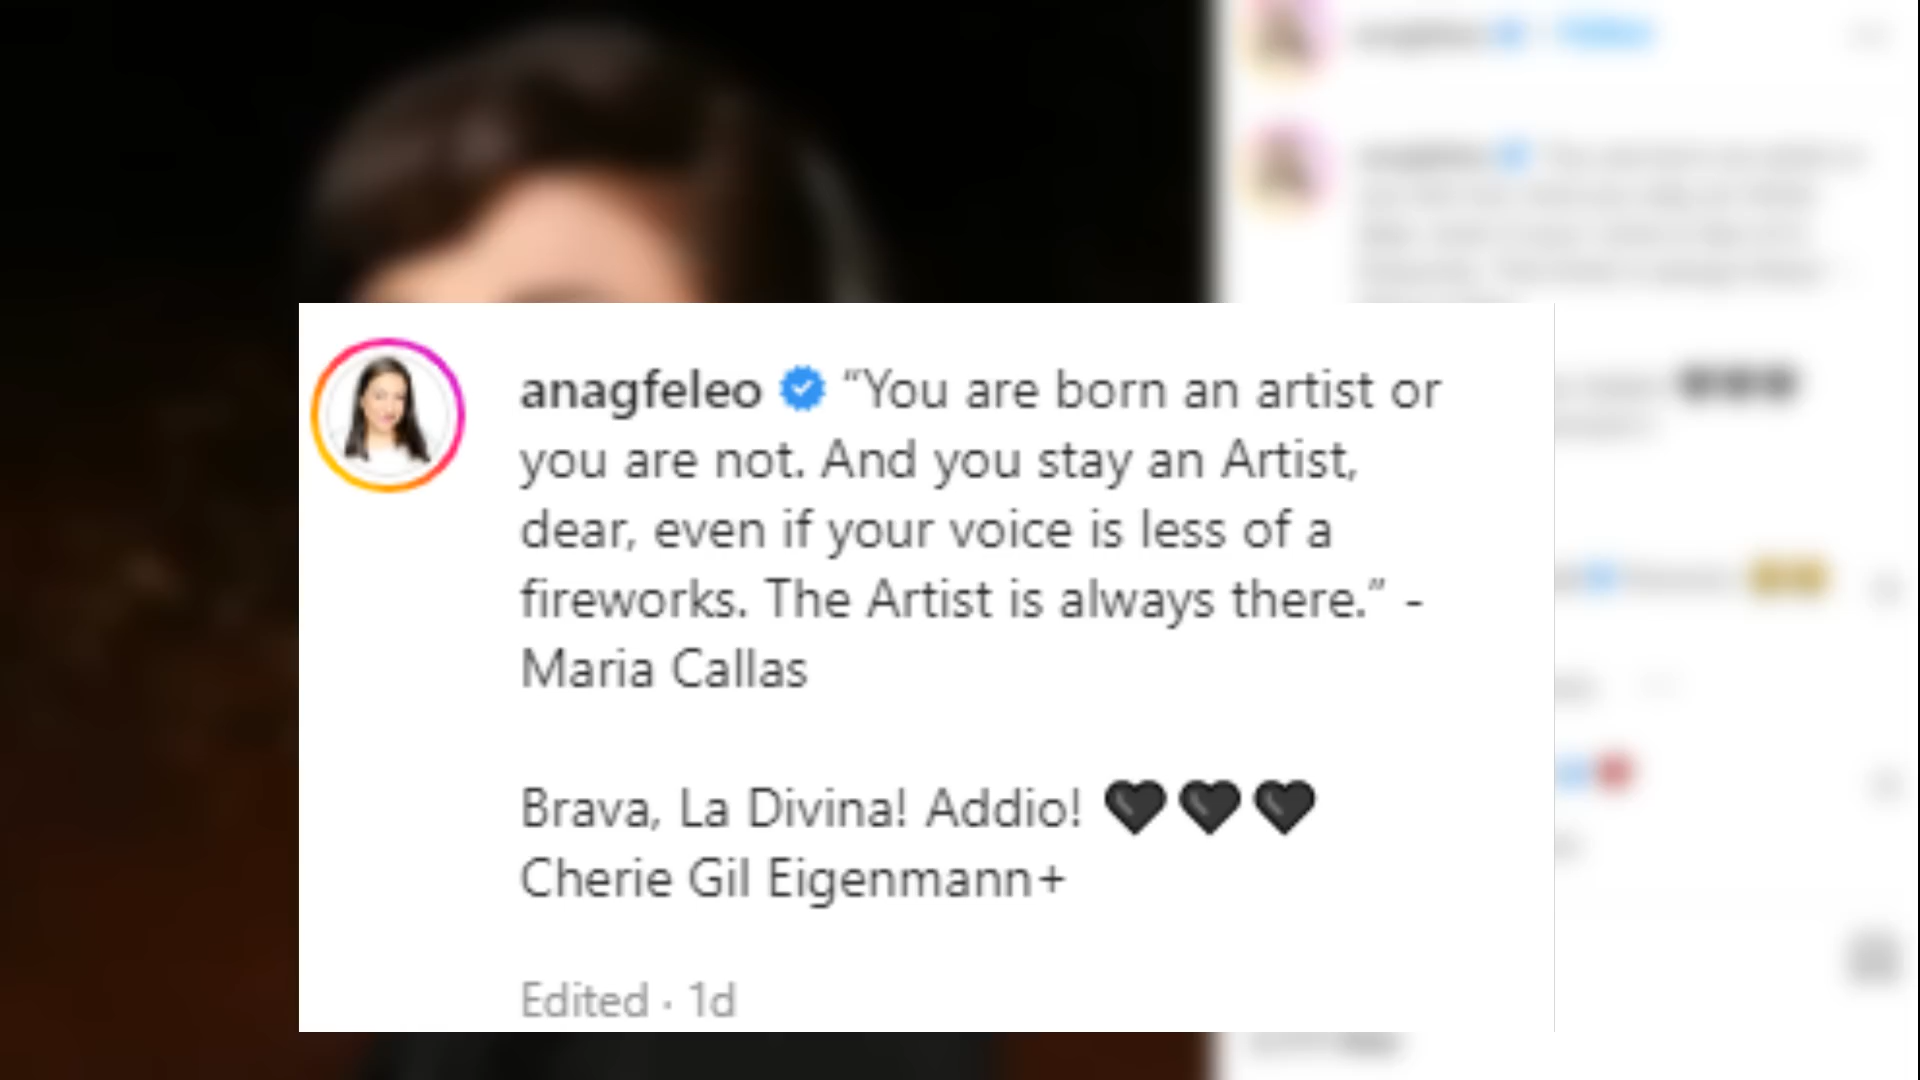 anagfeleo “You are born an artist or
you are not. And you stay an Artist,
dear, even if your voice is less of a
fireworks. The Artist is always there.” -
Maria Callas
Brava, La Divina! Addio! 🖤🖤🖤
Cherie Gil Eigenmann+
Edited · 1d